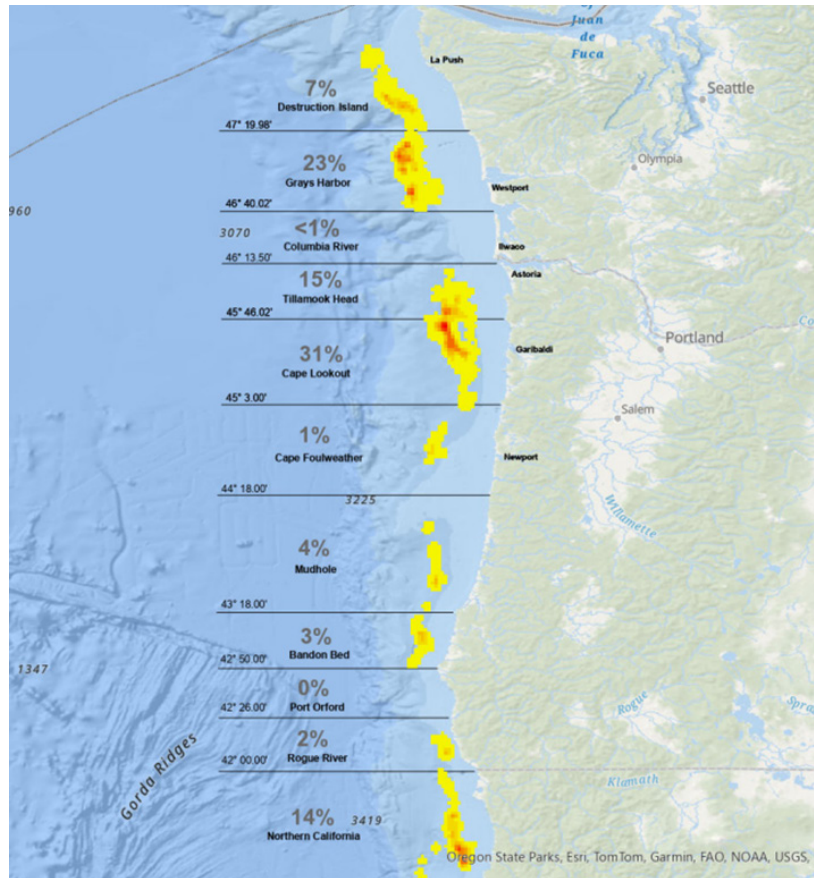 Juan
de
Fuca
La Push
Seattle
7%
Destruction Island
47° 19.98'
Olympia
23%
Grays Harbor
Westport
46° 40.02'
960
3070
<1%
Columbia River
Ilwaco
46° 13.50'
Astoria
15%
Tillamook Head
45° 46.02'
Portland
Garibaldi
31%
Cape Lookout
45° 3.00'
Salem
1%
Cape Foulweather
Newport
44° 18.00'
3225
Willamette
4%
Mudhole
43° 18.00'
3%
Bandon Bed
42° 50.00'
1347
0%
Port Orford
42° 26.00'
Rogue
2%
Rogue River
42° 00.00'
Gorda Ridges
Klamath
14%
Northern California
3419
Oregon State Parks, Esri, TomTom, Garmin, FAO, NOAA, USGS,